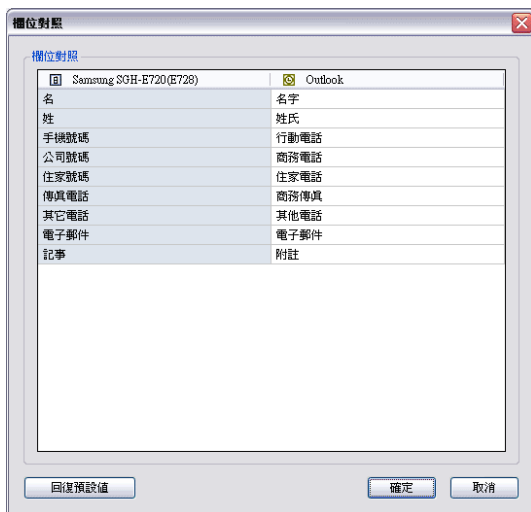 欄位對照
欄位對照
Samsung SGH-E720(E728) Outlook
名 名字
姓 姓氏
手機號碼 行動電話
公司號碼 商務電話
住家號碼 住家電話
傳真電話 商務傳真
其它電話 其他電話
電子郵件 電子郵件
記事 附註
回復預設值 確定 取消